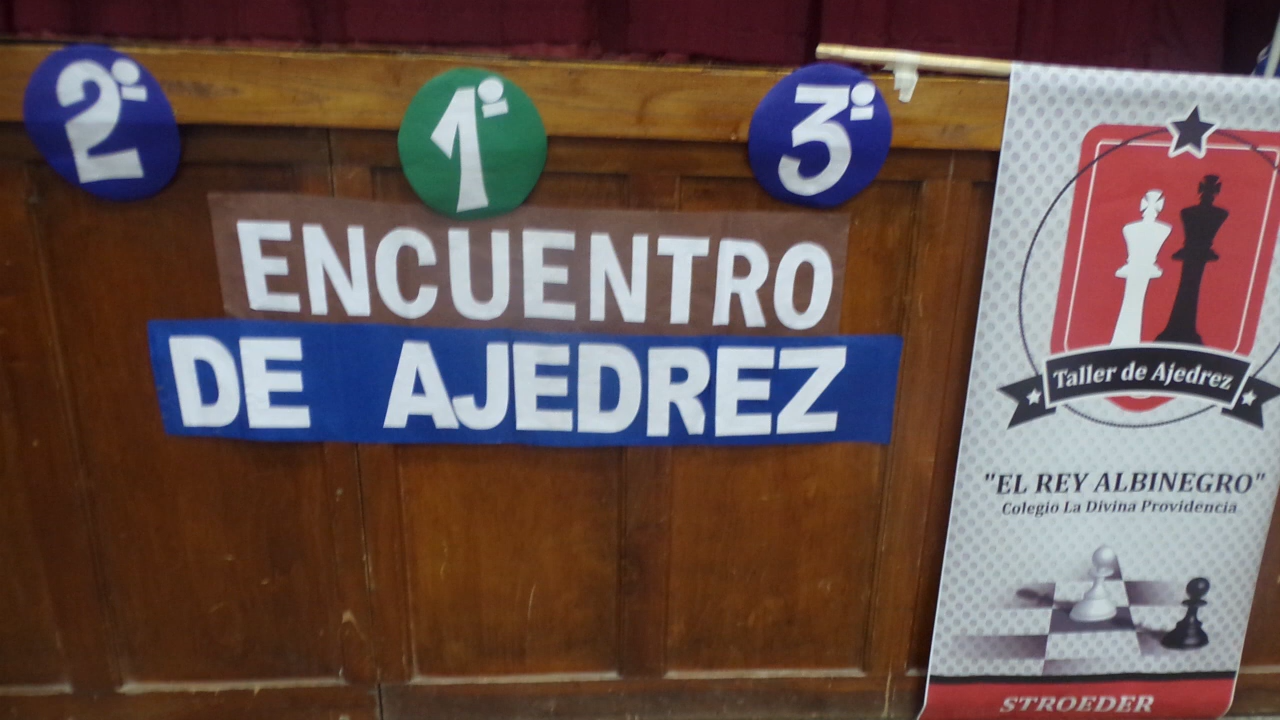 2º
1º
3º
ENCUENTRO
DE AJEDREZ
Taller de Ajedrez
"EL REY ALBINEGRO"
Colegio La Divina Providencia
STROEDER